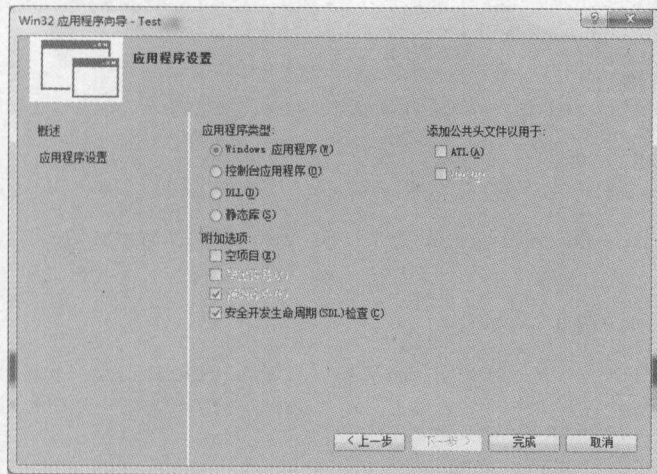 Win32 应用程序向导 - Test
应用程序设置
概述
应用程序设置
应用程序类型:
Windows 应用程序(W)
控制台应用程序(O)
DLL(D)
静态库(S)
附加选项:
空项目(E)
安全开发生命周期(SDL)检查(C)
添加公共头文件以用于:
ATL(A)
< 上一步
下一步 >
完成
取消